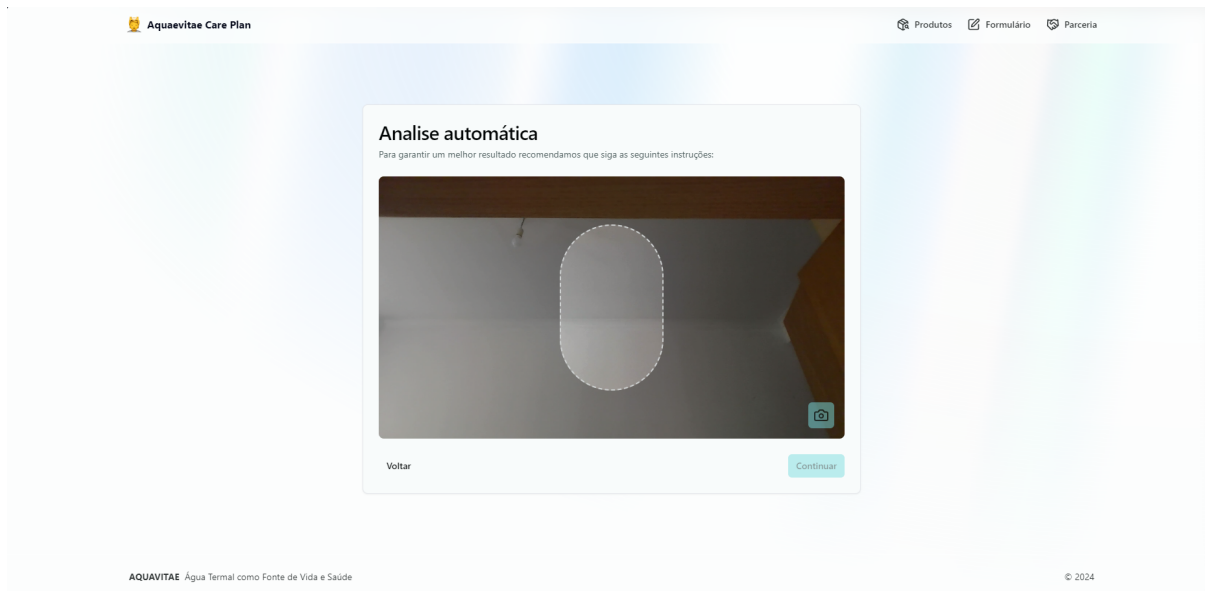 Aquaevitae Care Plan
Produtos Formulário Parceria
Analise automática
Para garantir um melhor resultado recomendamos que siga as seguintes instruções:
Voltar Continuar
AQUAVITAE Água Termal como Fonte de Vida e Saúde © 2024